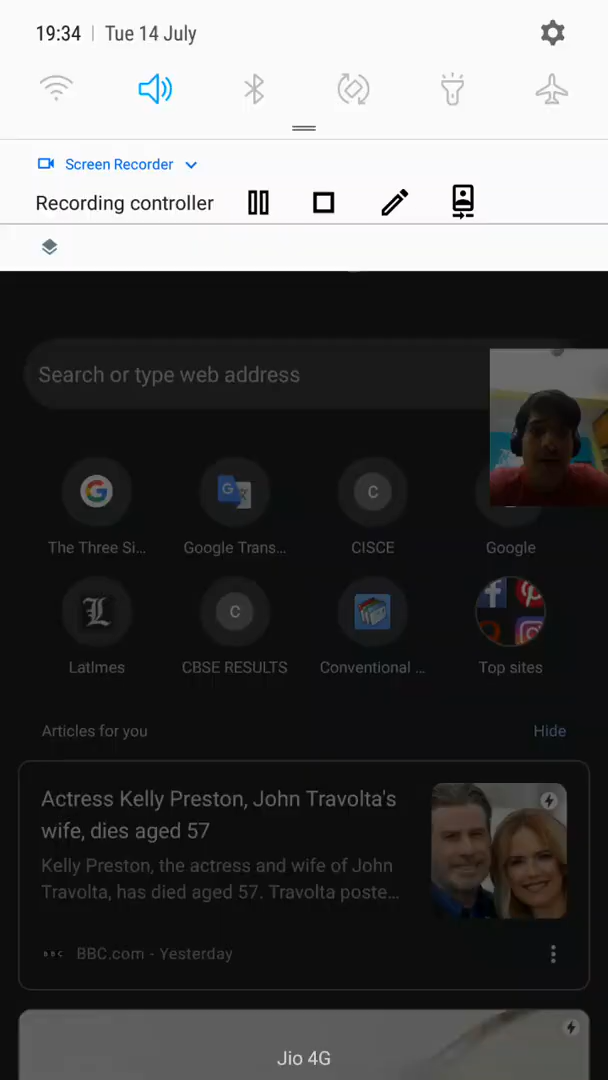 19:34 | Tue 14 July
Screen Recorder
Recording controller
Search or type web address
The Three Si...
Google Trans...
C
CISCE
Google
L
Latlmes
C
CBSE RESULTS
Conventional ...
Top sites
Articles for you
Hide
Actress Kelly Preston, John Travolta's
wife, dies aged 57
Kelly Preston, the actress and wife of John
Travolta, has died aged 57. Travolta poste...
BBC BBC.com - Yesterday
Jio 4G